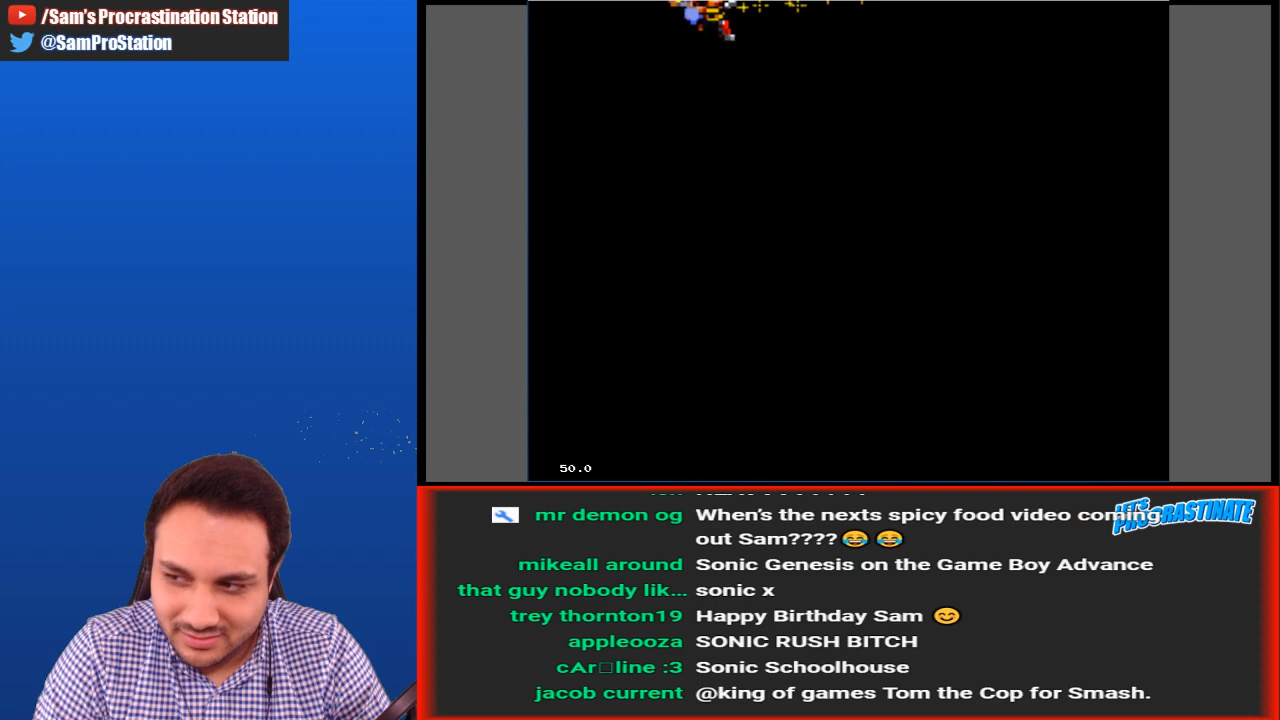 /Sam's Procrastination Station
@SamProStation
50.0
mr demon og When's the nexts spicy food video coming
out Sam???? 😂 😂
LET'S PROCRASTINATE
mikeall around Sonic Genesis on the Game Boy Advance
that guy nobody lik... sonic x
trey thornton19 Happy Birthday Sam 😊
appleooza SONIC RUSH BITCH
cAr□line :3 Sonic Schoolhouse
jacob current @king of games Tom the Cop for Smash.